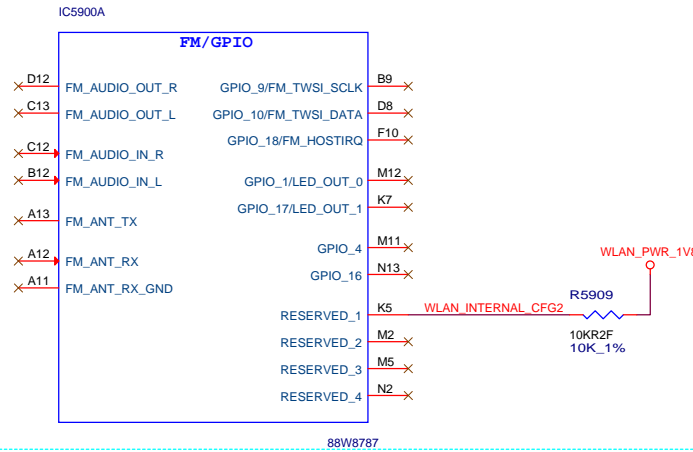 IC5900A
FM/GPIO
D12 FM_AUDIO_OUT_R GPIO_9/FM_TWSI_SCLK B9
C13 FM_AUDIO_OUT_L GPIO_10/FM_TWSI_DATA D8
GPIO_18/FM_HOSTIRQ F10
C12 FM_AUDIO_IN_R
B12 FM_AUDIO_IN_L GPIO_1/LED_OUT_0 M12
GPIO_17/LED_OUT_1 K7
A13 FM_ANT_TX
GPIO_4 M11
A12 FM_ANT_RX
WLAN_PWR_1V8
GPIO_16 N13
A11 FM_ANT_RX_GND
R5909
RESERVED_1 K5 WLAN_INTERNAL_CFG2
10KR2F
10K_1%
RESERVED_2 M2
RESERVED_3 M5
RESERVED_4 N2
88W8787